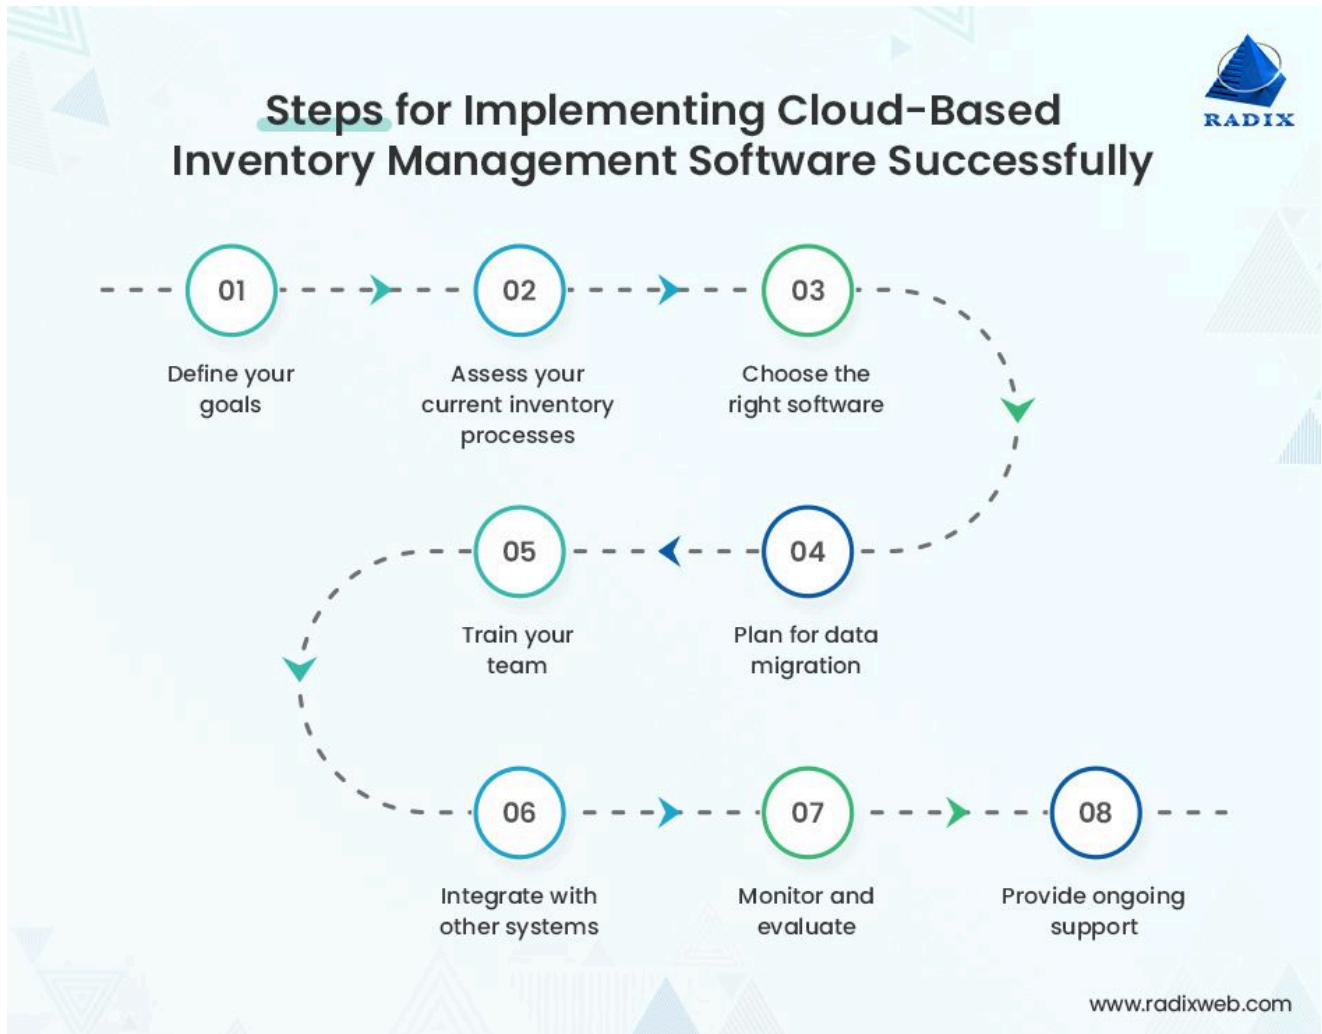 Steps for Implementing Cloud-Based
Inventory Management Software Successfully
RADIX
01
Define your
goals
02
Assess your
current inventory
processes
03
Choose the
right software
04
Plan for data
migration
05
Train your
team
06
Integrate with
other systems
07
Monitor and
evaluate
08
Provide ongoing
support
www.radixweb.com